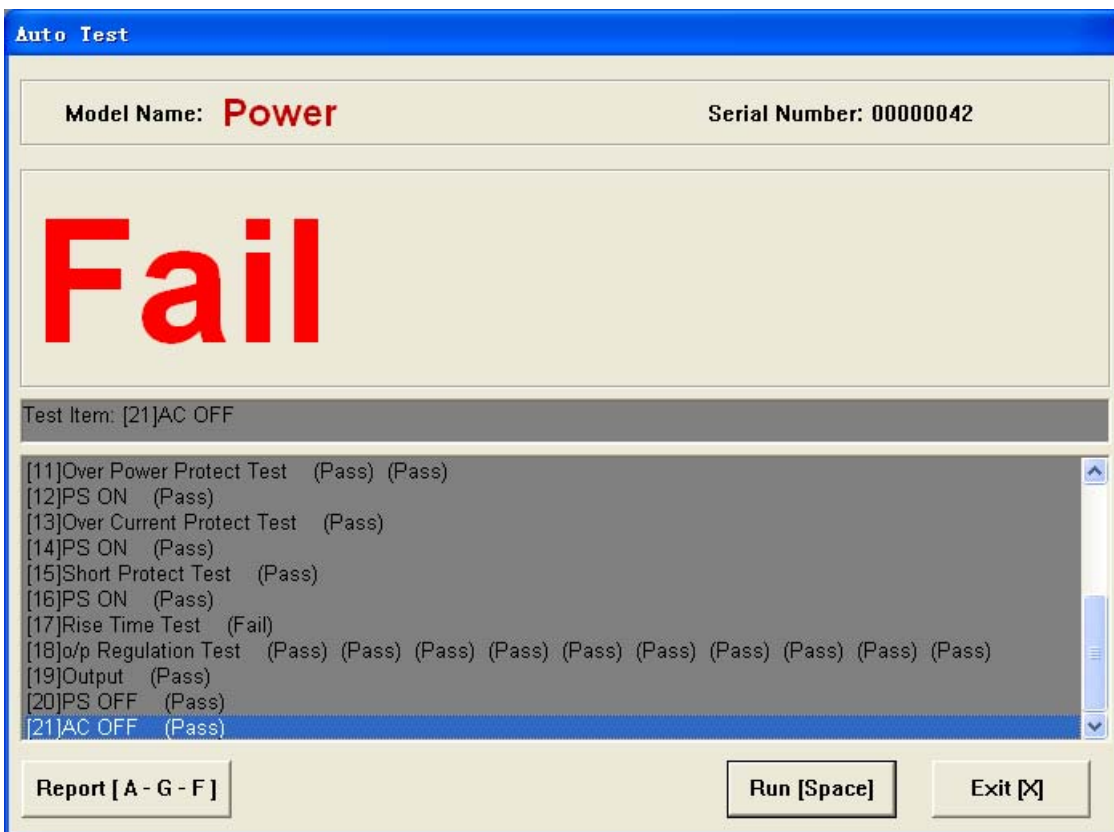 Auto Test
Model Name: Power Serial Number: 00000042
Fail
Test Item: [21]AC OFF
[11]Over Power Protect Test (Pass) (Pass)
[12]PS ON (Pass)
[13]Over Current Protect Test (Pass)
[14]PS ON (Pass)
[15]Short Protect Test (Pass)
[16]PS ON (Pass)
[17]Rise Time Test (Fail)
[18]o/p Regulation Test (Pass) (Pass) (Pass) (Pass) (Pass) (Pass) (Pass) (Pass) (Pass) (Pass)
[19]Output (Pass)
[20]PS OFF (Pass)
[21]AC OFF (Pass)
Report [ A - G - F ] Run [Space] Exit [X]